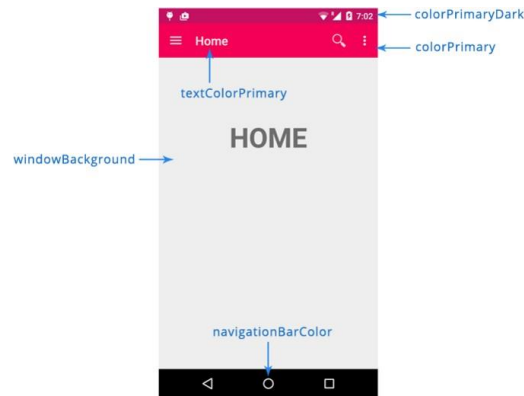 7:02
colorPrimaryDark
Home
colorPrimary
textColorPrimary
HOME
windowBackground
navigationBarColor